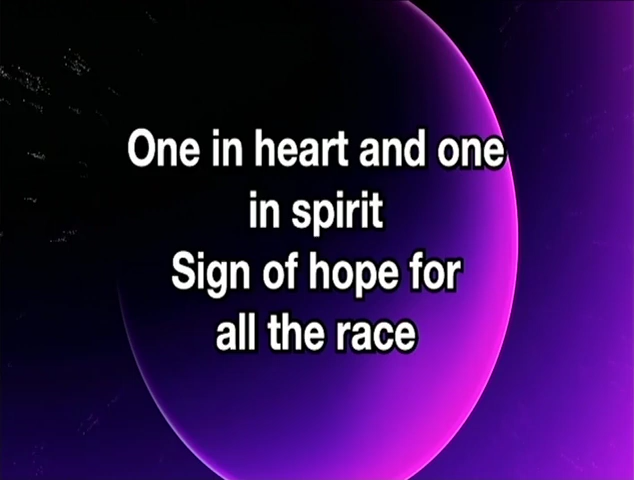 One in heart and one
in spirit
Sign of hope for
all the race